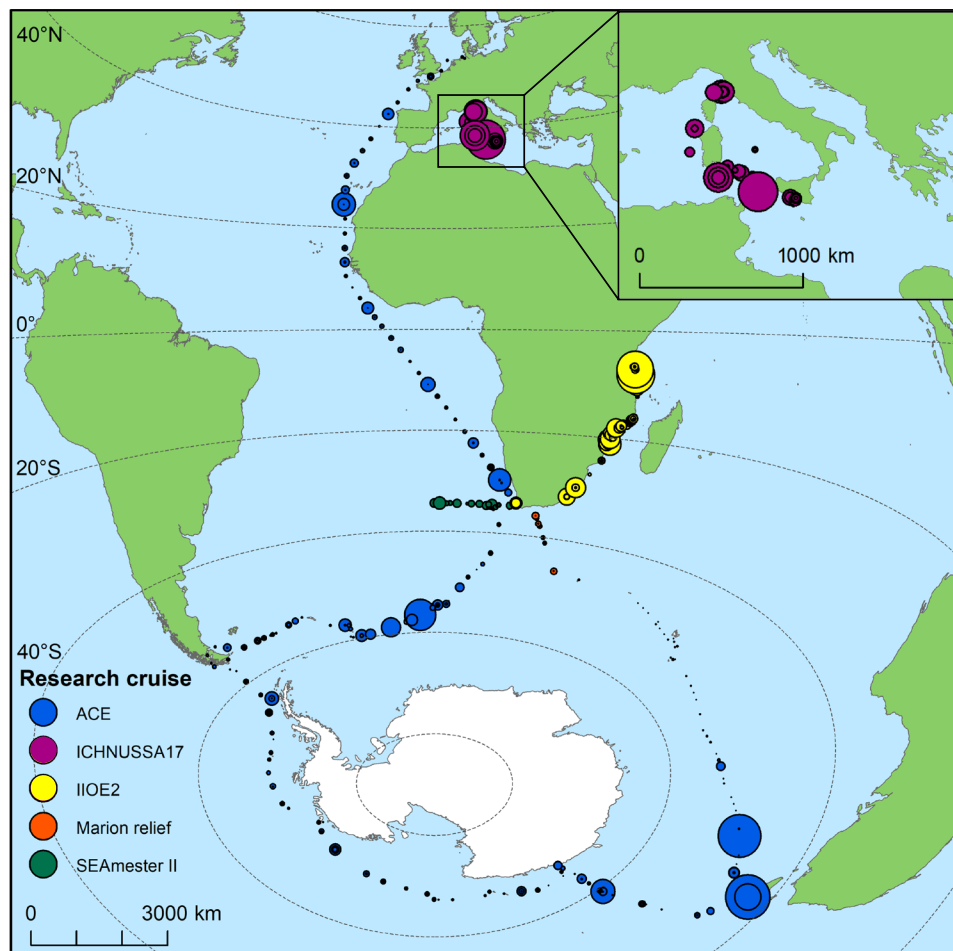 40°N
20°N
0°
20°S
40°S
0 1000 km
Research cruise
ACE
ICHNUSSA17
IIOE2
Marion relief
SEAmester II
0 3000 km